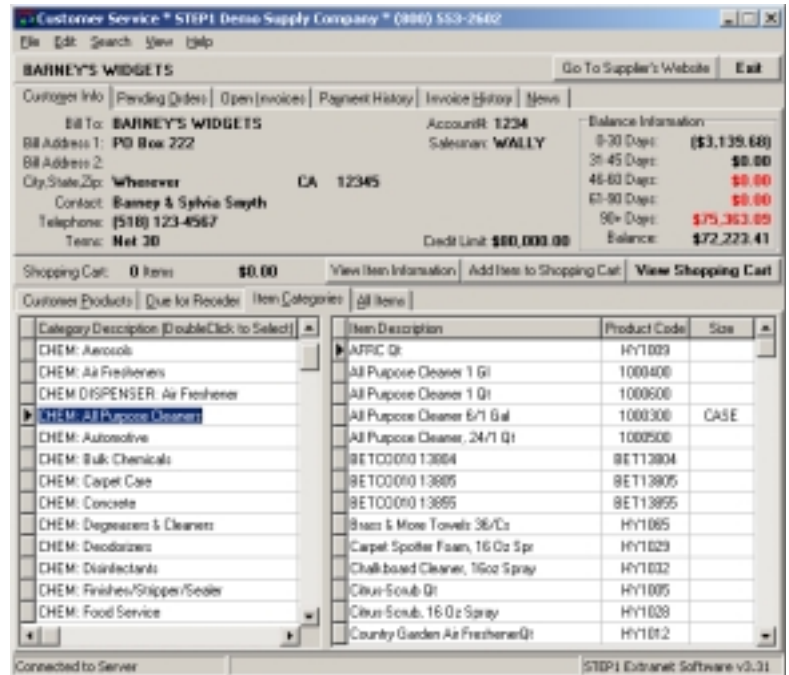 Customer Service * STEP1 Demo Supply Company * (800) 553-2602
File Edit Search View Help
BARNEY'S WIDGETS Go To Supplier's Website Exit
Customer Info Pending Orders Open Invoices Payment History Invoice History News
Bill To: BARNEY'S WIDGETS Account#: 1234 Balance Information
Bill Address 1: PO Box 222 Salesman: WALLY 0-30 Days: ($3,139.68)
Bill Address 2: 31-45 Days: $0.00
City,State,Zip: Wherever CA 12345 46-60 Days: $0.00
Contact: Barney & Sylvia Smyth 61-90 Days: $0.00
Telephone: (518) 123-4567 90+ Days: $75,363.09
Terms: Net 30 Credit Limit: $80,000.00 Balance: $72,223.41
Shopping Cart: 0 Items $0.00 View Item Information Add Item to Shopping Cart View Shopping Cart
Customer Products Due for Reorder Item Categories All Items
Category Description (DoubleClick to Select) Item Description Product Code Size
CHEM: Aerosols AFRC Qt HY1009
CHEM: Air Fresheners All Purpose Cleaner 1 Gl 1000400
CHEM DISPENSER: Air Freshener All Purpose Cleaner 1 Qt 1000600
CHEM: All Purpose Cleaners All Purpose Cleaner 6/1 Gal 1000300 CASE
CHEM: Automotive All Purpose Cleaner, 24/1 Qt 1000500
CHEM: Bulk Chemicals BETCO010 13804 BET13804
CHEM: Carpet Care BETCO010 13805 BET13805
CHEM: Concrete BETCO010 13855 BET13855
CHEM: Degreasers & Cleaners Brass & More Towels 36/Cs HY1065
CHEM: Deodorizers Carpet Spotter Foam, 16 Oz Spr HY1029
CHEM: Disinfectants Chalkboard Cleaner, 16oz Spray HY1032
CHEM: Finishes/Stripper/Sealer Citrus-Scrub Qt HY1005
CHEM: Food Service Citrus-Scrub, 16 Oz Spray HY1028
Country Garden Air FreshenerQt HY1012
Connected to Server STEP1 Extranet Software v3.31